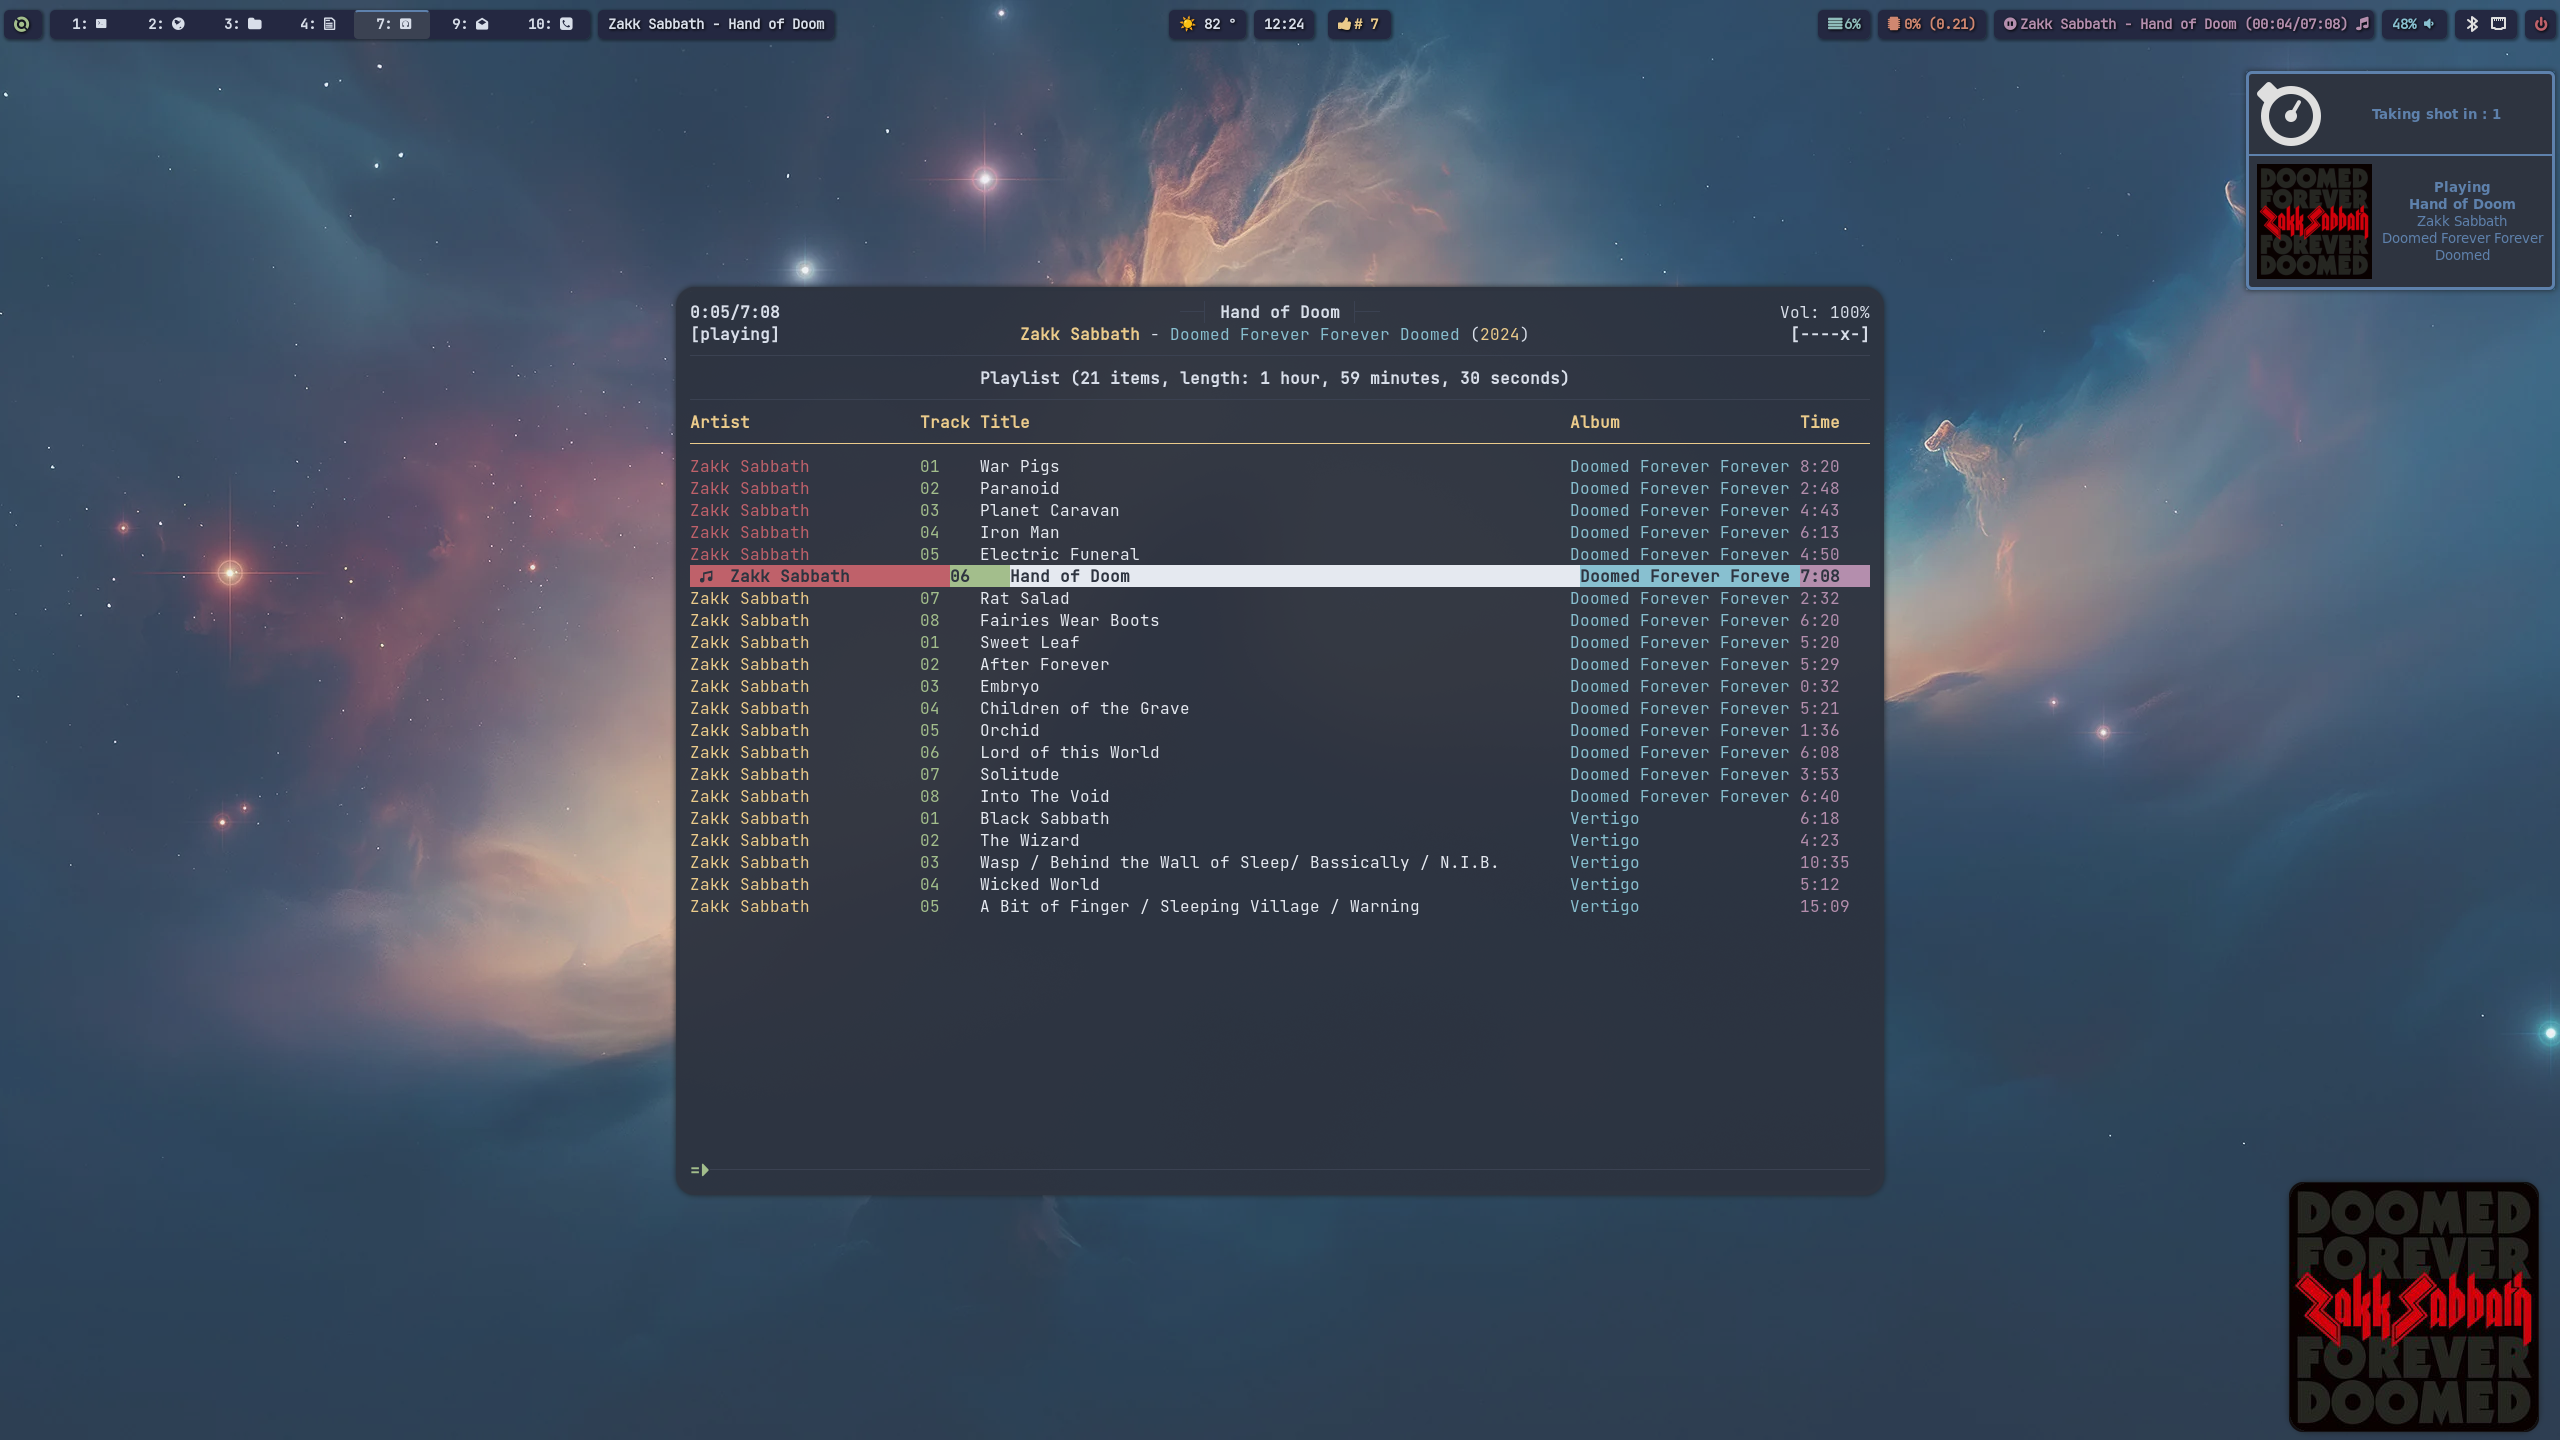 1: 2: 3: 4: 7: 9: 10: Zakk Sabbath - Hand of Doom 82 ° 12:24 # 7 6% 0% (0.21) Zakk Sabbath - Hand of Doom (00:04/07:08) 48%
Taking shot in : 1
DOOMED
FOREVER
Zakk Sabbath
FOREVER
DOOMED
Playing
Hand of Doom
Zakk Sabbath
Doomed Forever Forever
Doomed
0:05/7:08 Hand of Doom Vol: 100%
[playing] Zakk Sabbath - Doomed Forever Forever Doomed (2024) [----x-]
Playlist (21 items, length: 1 hour, 59 minutes, 30 seconds)
Artist Track Title Album Time
Zakk Sabbath 01 War Pigs Doomed Forever Forever 8:20
Zakk Sabbath 02 Paranoid Doomed Forever Forever 2:48
Zakk Sabbath 03 Planet Caravan Doomed Forever Forever 4:43
Zakk Sabbath 04 Iron Man Doomed Forever Forever 6:13
Zakk Sabbath 05 Electric Funeral Doomed Forever Forever 4:50
Zakk Sabbath 06 Hand of Doom Doomed Forever Foreve 7:08
Zakk Sabbath 07 Rat Salad Doomed Forever Forever 2:32
Zakk Sabbath 08 Fairies Wear Boots Doomed Forever Forever 6:20
Zakk Sabbath 01 Sweet Leaf Doomed Forever Forever 5:20
Zakk Sabbath 02 After Forever Doomed Forever Forever 5:29
Zakk Sabbath 03 Embryo Doomed Forever Forever 0:32
Zakk Sabbath 04 Children of the Grave Doomed Forever Forever 5:21
Zakk Sabbath 05 Orchid Doomed Forever Forever 1:36
Zakk Sabbath 06 Lord of this World Doomed Forever Forever 6:08
Zakk Sabbath 07 Solitude Doomed Forever Forever 3:53
Zakk Sabbath 08 Into The Void Doomed Forever Forever 6:40
Zakk Sabbath 01 Black Sabbath Vertigo 6:18
Zakk Sabbath 02 The Wizard Vertigo 4:23
Zakk Sabbath 03 Wasp / Behind the Wall of Sleep/ Bassically / N.I.B. Vertigo 10:35
Zakk Sabbath 04 Wicked World Vertigo 5:12
Zakk Sabbath 05 A Bit of Finger / Sleeping Village / Warning Vertigo 15:09
DOOMED
FOREVER
Zakk Sabbath
FOREVER
DOOMED